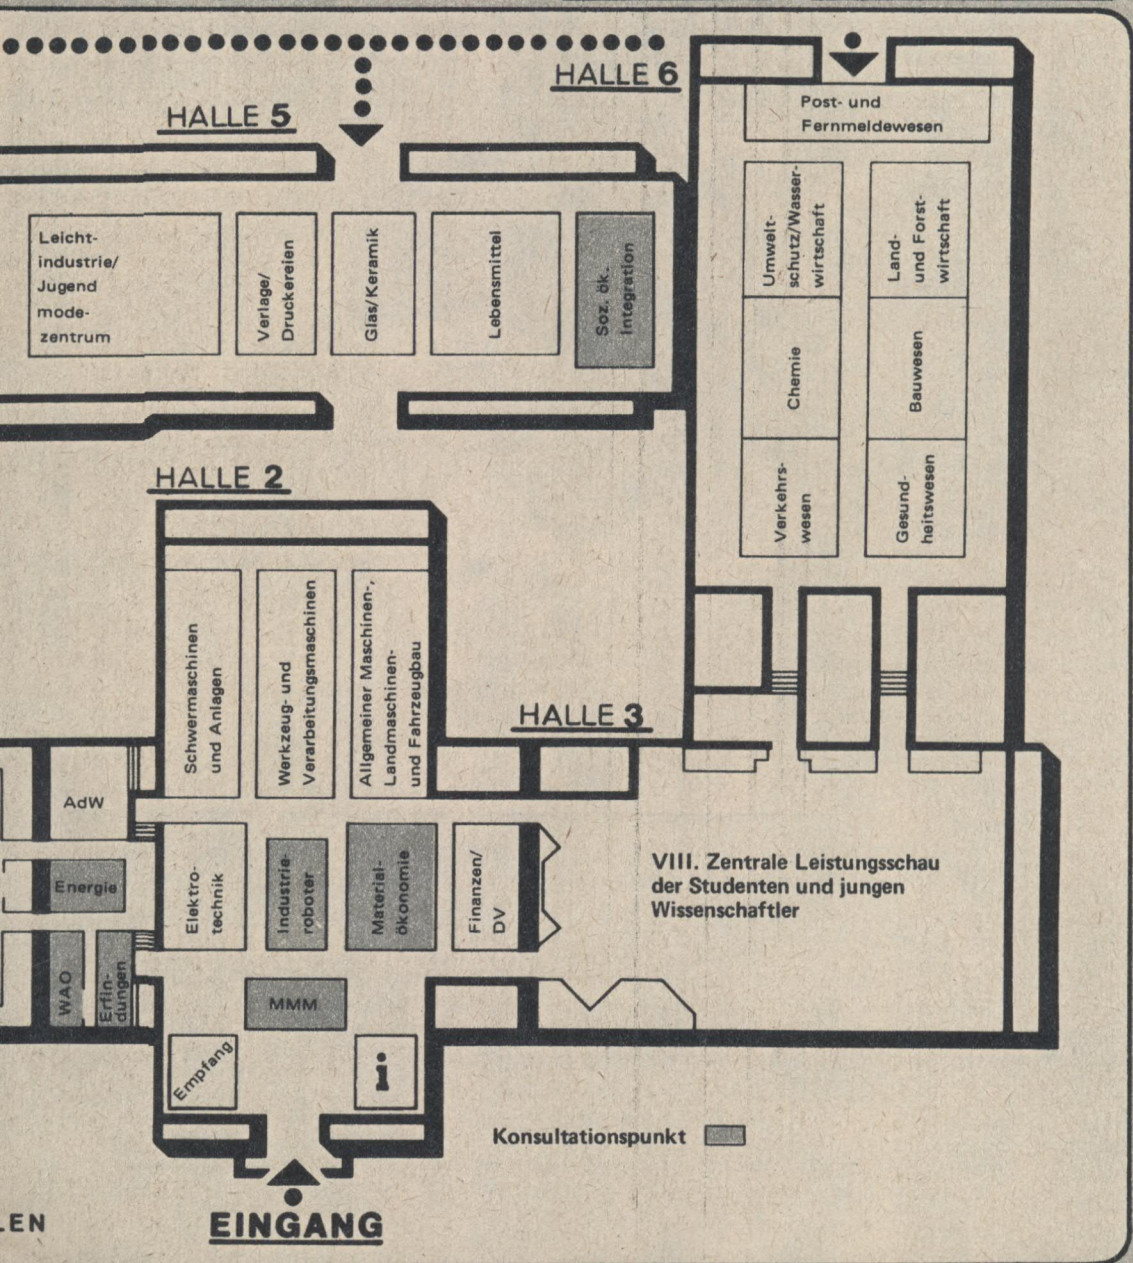 HALLE 6
HALLE 5
Post- und
Fernmeldewesen
Leicht-
industrie/
Jugend
mode-
zentrum
Verlage/
Druckereien
Glas/Keramik
Lebensmittel
Soz. ök.
Integration
Umwelt-
schutz/Wasser-
wirtschaft
Land-
und Forst-
wirtschaft
Chemie
Bauwesen
Verkehrs-
wesen
Gesund-
heitswesen
HALLE 2
Schwermaschinen
und Anlagen
Werkzeug- und
Verarbeitungsmaschinen
Allgemeiner Maschinen-,
Landmaschinen-
und Fahrzeugbau
HALLE 3
AdW
Energie
WAO
Erfin-
dungen
Elektro-
technik
Industrie-
roboter
Material-
ökonomie
Finanzen/
DV
VIII. Zentrale Leistungsschau
der Studenten und jungen
Wissenschaftler
MMM
Empfang
i
Konsultationspunkt
LEN
EINGANG